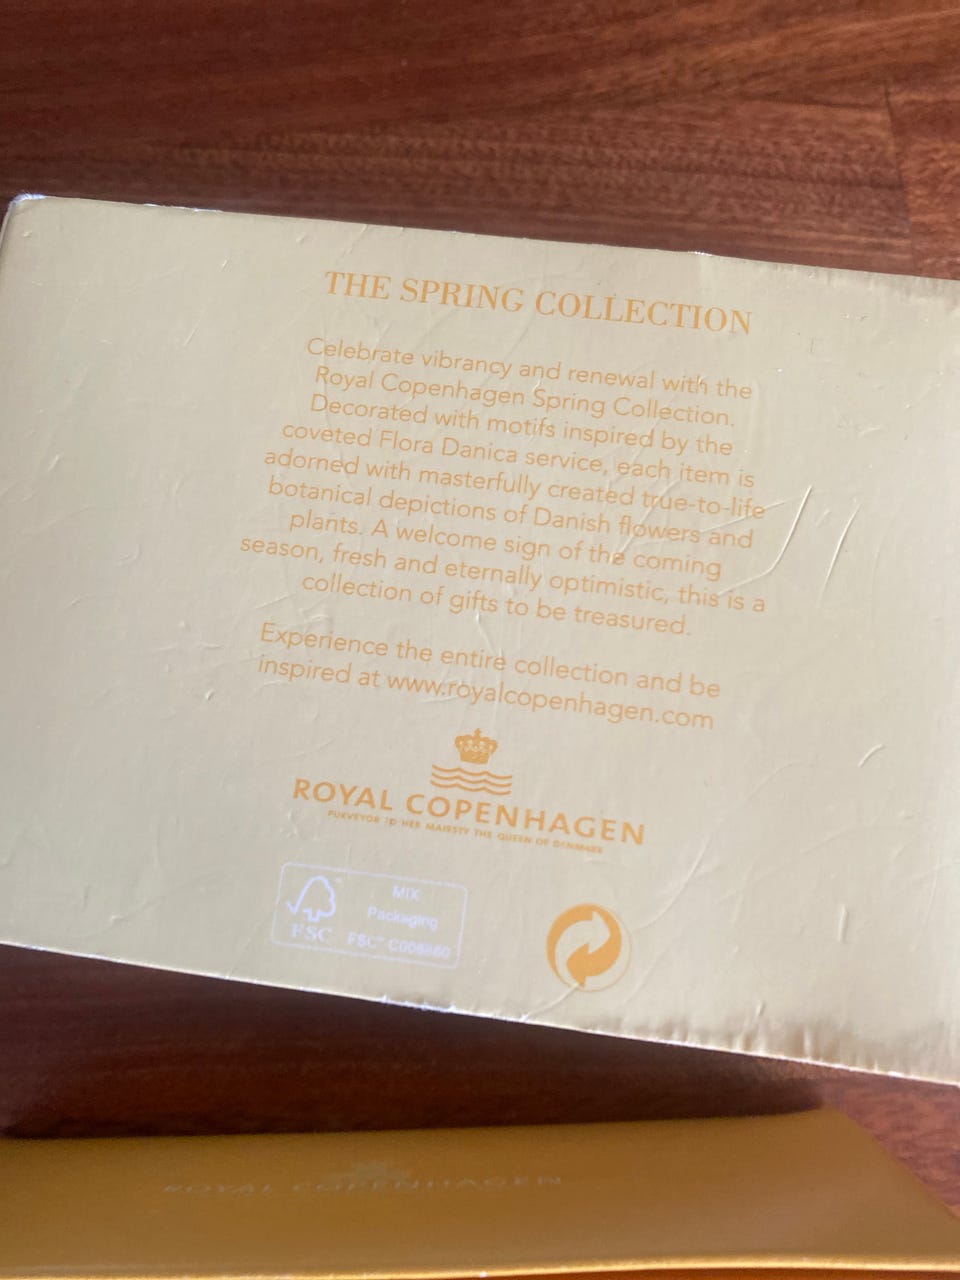 THE SPRING COLLECTION
Celebrate vibrancy and renewal with the
Royal Copenhagen Spring Collection.
Decorated with motifs inspired by the
coveted Flora Danica service, each item is
adorned with masterfully created true-to-life
botanical depictions of Danish flowers and
plants. A welcome sign of the coming
season, fresh and eternally optimistic, this is a
collection of gifts to be treasured.
Experience the entire collection and be
inspired at www.royalcopenhagen.com
ROYAL COPENHAGEN
PURVEYOR TO HER MAJESTY THE QUEEN OF DENMARK
MIX
Packaging
FSC
FSC™
ROYAL COPENHAGEN